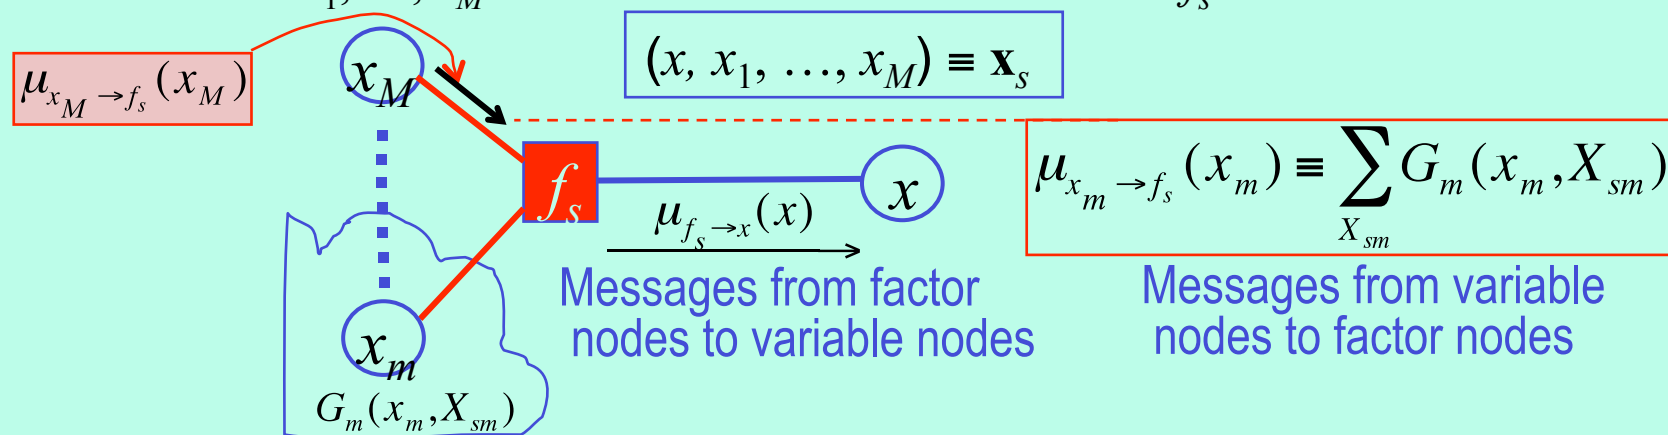 μ_{x_M→f_s}(x_M)
x_M
(x, x_1, …, x_M) ≡ 𝐱_s
f_s
x
μ_{f_s→x}(x)
μ_{x_m→f_s}(x_m) ≡ ∑_{X_{sm}} G_m(x_m, X_{sm})
Messages from factor
nodes to variable nodes
Messages from variable
nodes to factor nodes
x_m
G_m(x_m, X_{sm})